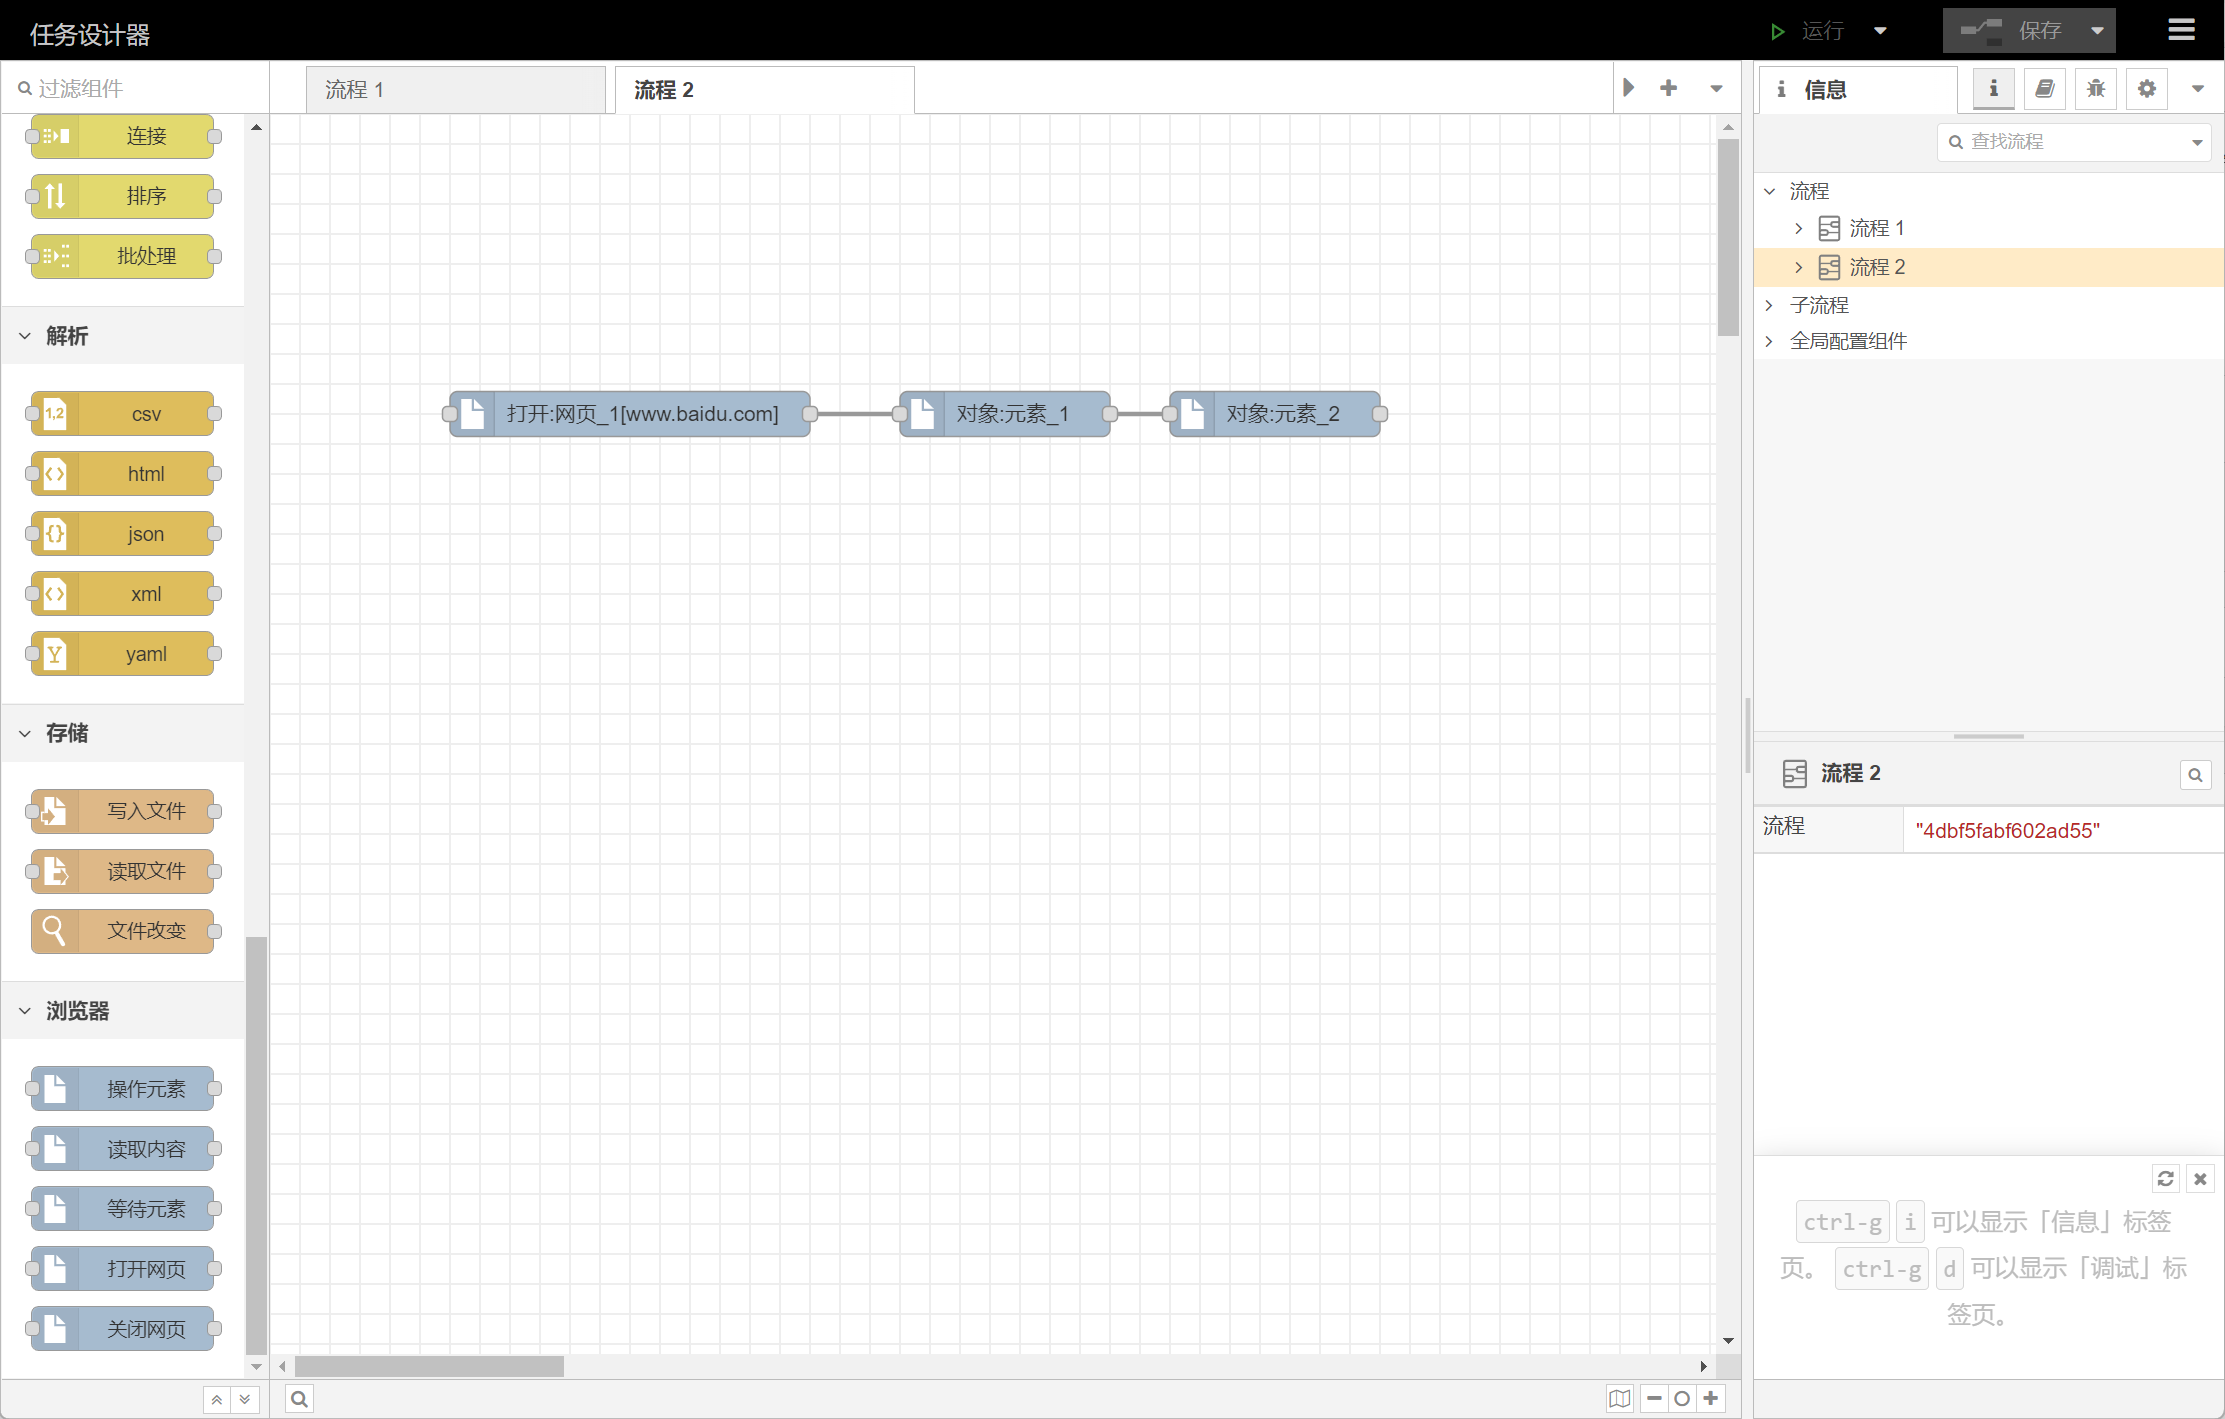 任务设计器
运行
保存
过滤组件
流程 1
流程 2
信息
查找流程
连接
排序
批处理
解析
csv
html
json
xml
yaml
存储
写入文件
读取文件
文件改变
浏览器
操作元素
读取内容
等待元素
打开网页
关闭网页
打开:网页_1[www.baidu.com]
对象:元素_1
对象:元素_2
流程
流程 1
流程 2
子流程
全局配置组件
流程 2
流程
"4dbf5fabf602ad55"
ctrl-g i 可以显示「信息」标签
页。 ctrl-g d 可以显示「调试」标
签页。